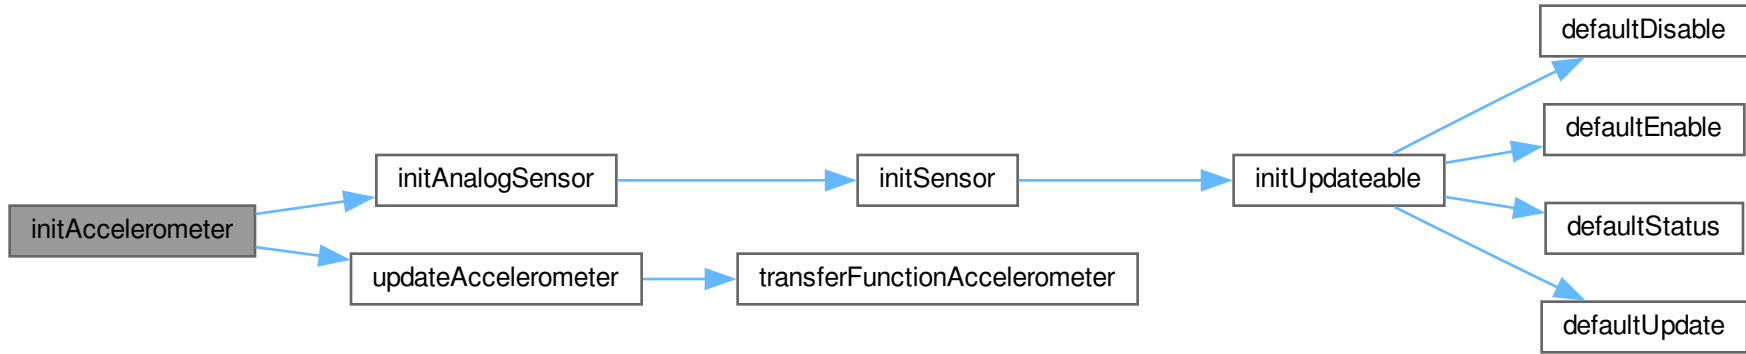 initAccelerometer
initAnalogSensor
updateAccelerometer
initSensor
transferFunctionAccelerometer
initUpdateable
defaultDisable
defaultEnable
defaultStatus
defaultUpdate